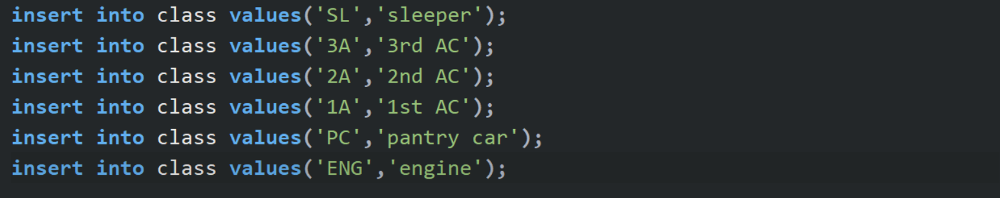 insert into class values('SL','sleeper');
insert into class values('3A','3rd AC');
insert into class values('2A','2nd AC');
insert into class values('1A','1st AC');
insert into class values('PC','pantry car');
insert into class values('ENG','engine');